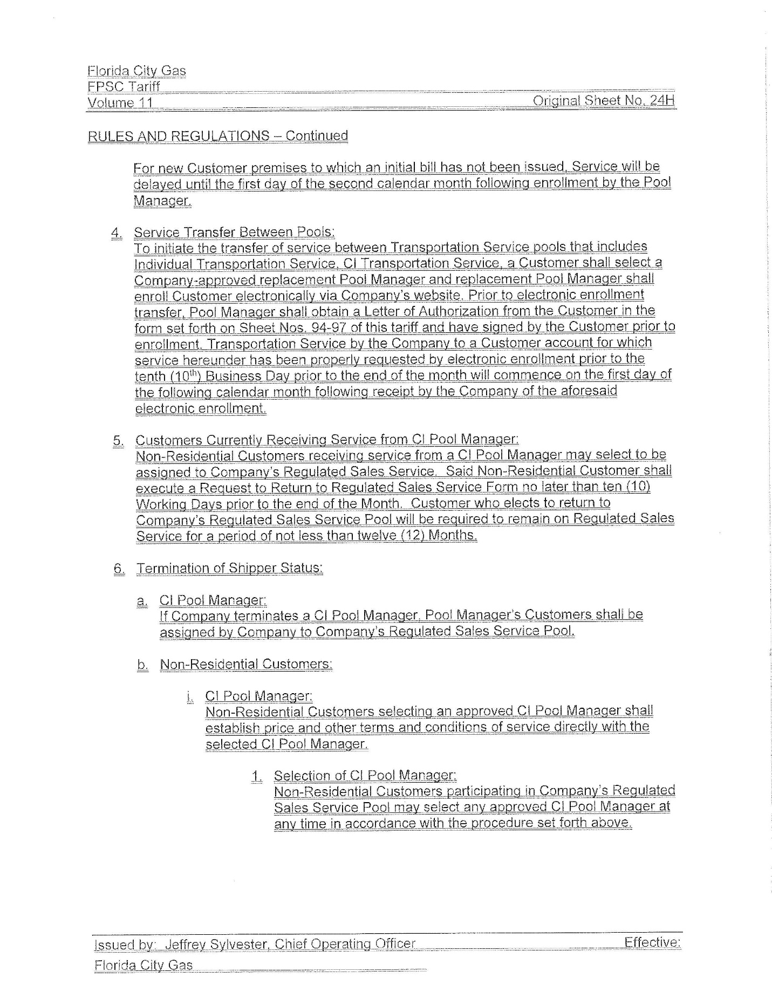 Florida City Gas
FPSC Tariff
Volume 11 Original Sheet No. 24H
RULES AND REGULATIONS – Continued
For new Customer premises to which an initial bill has not been issued, Service will be
delayed until the first day of the second calendar month following enrollment by the Pool
Manager.
4. Service Transfer Between Pools:
To initiate the transfer of service between Transportation Service pools that includes
Individual Transportation Service, CI Transportation Service, a Customer shall select a
Company-approved replacement Pool Manager and replacement Pool Manager shall
enroll Customer electronically via Company's website. Prior to electronic enrollment
transfer, Pool Manager shall obtain a Letter of Authorization from the Customer in the
form set forth on Sheet Nos. 94-97 of this tariff and have signed by the Customer prior to
enrollment. Transportation Service by the Company to a Customer account for which
service hereunder has been properly requested by electronic enrollment prior to the
tenth (10th) Business Day prior to the end of the month will commence on the first day of
the following calendar month following receipt by the Company of the aforesaid
electronic enrollment.
5. Customers Currently Receiving Service from CI Pool Manager:
Non-Residential Customers receiving service from a CI Pool Manager may select to be
assigned to Company's Regulated Sales Service. Said Non-Residential Customer shall
execute a Request to Return to Regulated Sales Service Form no later than ten (10)
Working Days prior to the end of the Month. Customer who elects to return to
Company's Regulated Sales Service Pool will be required to remain on Regulated Sales
Service for a period of not less than twelve (12) Months.
6. Termination of Shipper Status:
a. CI Pool Manager:
If Company terminates a CI Pool Manager, Pool Manager's Customers shall be
assigned by Company to Company's Regulated Sales Service Pool.
b. Non-Residential Customers:
i. CI Pool Manager:
Non-Residential Customers selecting an approved CI Pool Manager shall
establish price and other terms and conditions of service directly with the
selected CI Pool Manager.
1. Selection of CI Pool Manager:
Non-Residential Customers participating in Company's Regulated
Sales Service Pool may select any approved CI Pool Manager at
any time in accordance with the procedure set forth above.
Issued by: Jeffrey Sylvester, Chief Operating Officer Effective:
Florida City Gas